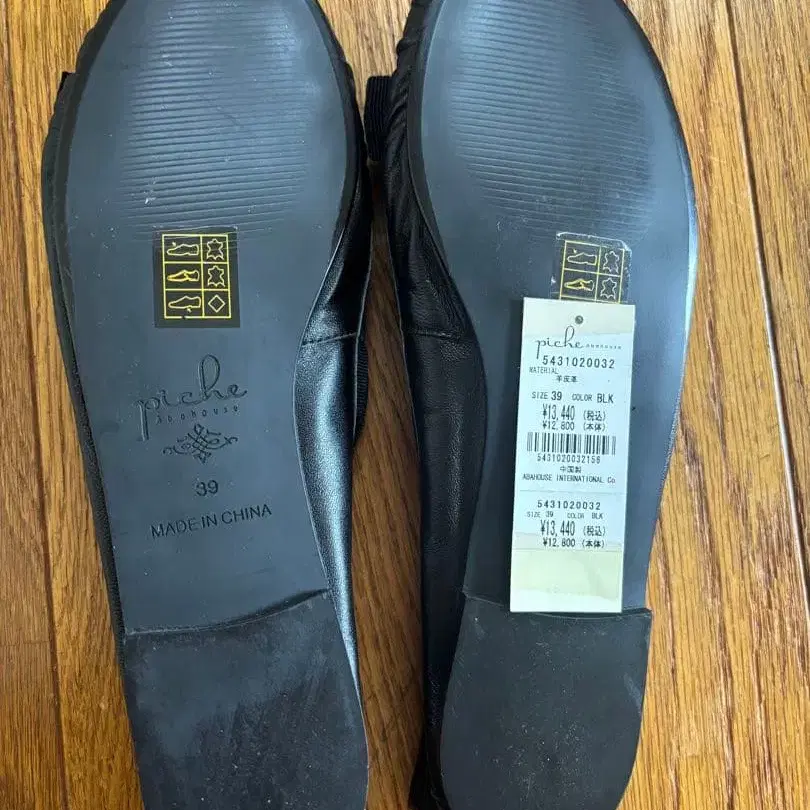 piche
abahouse
39
MADE IN CHINA
piche abahouse
5431020032
MATERIAL
羊皮革
SIZE 39 COLOR BLK
¥13,440 (税込)
¥12,800 (本体)
5431020032156
中国製
ABAHOUSE INTERNATIONAL Co
5431020032
SIZE 39 COLOR BLK
¥13,440 (税込)
¥12,800 (本体)